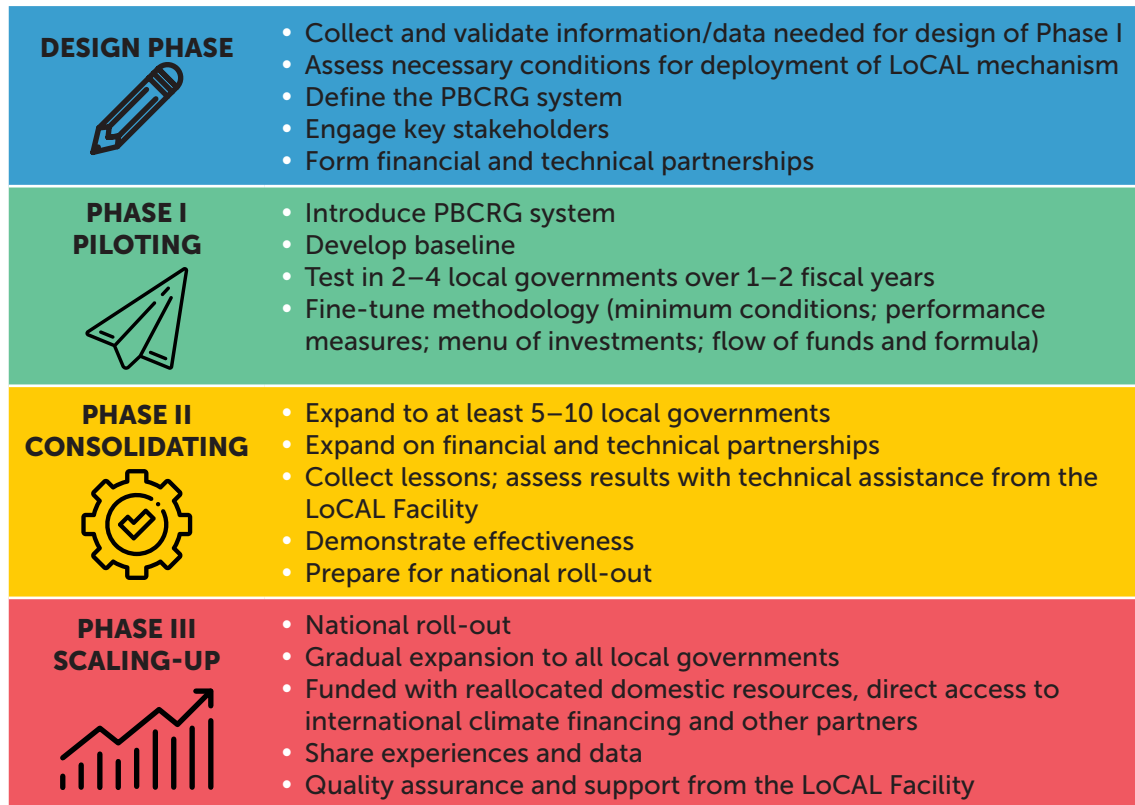 DESIGN PHASE
• Collect and validate information/data needed for design of Phase I
• Assess necessary conditions for deployment of LoCAL mechanism
• Define the PBCRG system
• Engage key stakeholders
• Form financial and technical partnerships
PHASE I
PILOTING
• Introduce PBCRG system
• Develop baseline
• Test in 2–4 local governments over 1–2 fiscal years
• Fine-tune methodology (minimum conditions; performance
measures; menu of investments; flow of funds and formula)
PHASE II
CONSOLIDATING
• Expand to at least 5–10 local governments
• Expand on financial and technical partnerships
• Collect lessons; assess results with technical assistance from the
LoCAL Facility
• Demonstrate effectiveness
• Prepare for national roll-out
PHASE III
SCALING-UP
• National roll-out
• Gradual expansion to all local governments
• Funded with reallocated domestic resources, direct access to
international climate financing and other partners
• Share experiences and data
• Quality assurance and support from the LoCAL Facility